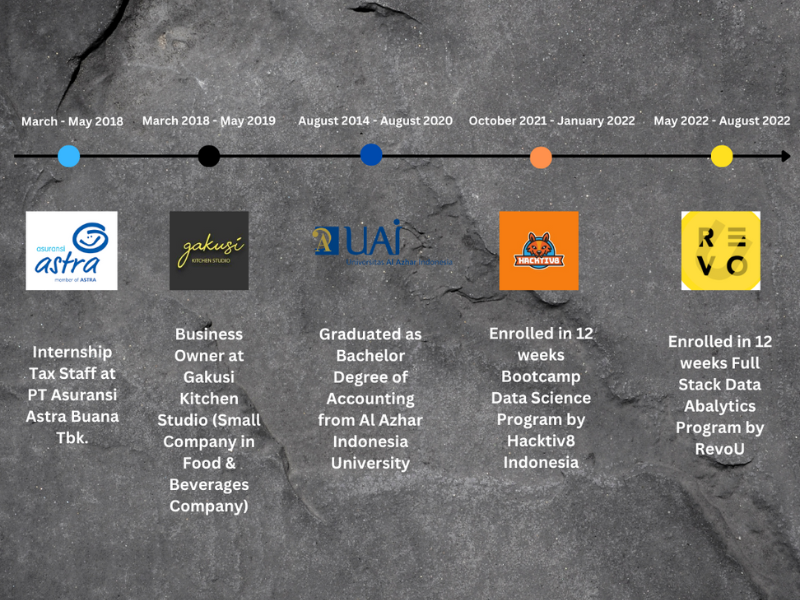 March - May 2018
March 2018 - May 2019
August 2014 - August 2020
October 2021 - January 2022
May 2022 - August 2022
asuransi
astra
member of ASTRA
gakusi
KITCHEN STUDIO
UAI
Universitas Al Azhar Indonesia
HACKTIV8
RE
VO
U
Internship
Tax Staff at
PT Asuransi
Astra Buana
Tbk.
Business
Owner at
Gakusi
Kitchen
Studio (Small
Company in
Food &
Beverages
Company)
Graduated as
Bachelor
Degree of
Accounting
from Al Azhar
Indonesia
University
Enrolled in 12
weeks
Bootcamp
Data Science
Program by
Hacktiv8
Indonesia
Enrolled in 12
weeks Full
Stack Data
Abalytics
Program by
RevoU